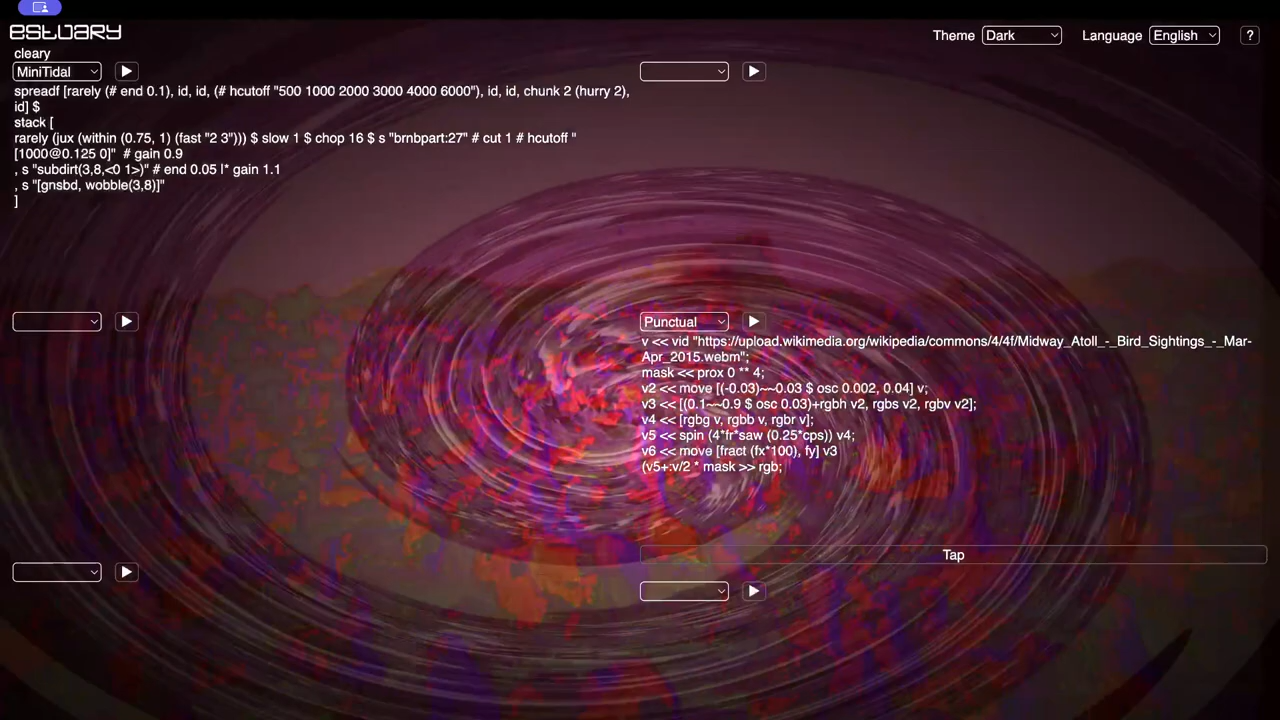 estuary
Theme Dark Language English ?
cleary
MiniTidal
spreadf [rarely (# end 0.1), id, id, (# hcutoff "500 1000 2000 3000 4000 6000"), id, id, chunk 2 (hurry 2),
id] $
stack [
rarely (jux (within (0.75, 1) (fast "2 3"))) $ slow 1 $ chop 16 $ s "brnbpart:27" # cut 1 # hcutoff "
[1000@0.125 0]"  # gain 0.9
, s "subdirt(3,8,<0 1>)" # end 0.05 |* gain 1.1
, s "[gnsbd, wobble(3,8)]"
]
Punctual
v << vid "https://upload.wikimedia.org/wikipedia/commons/4/4f/Midway_Atoll_-_Bird_Sightings_-_Mar-
Apr_2015.webm";
mask << prox 0 ** 4;
v2 << move [(-0.03)~~0.03 $ osc 0.002, 0.04] v;
v3 << [(0.1~~0.9 $ osc 0.03)+rgbh v2, rgbs v2, rgbv v2];
v4 << [rgbg v, rgbb v, rgbr v];
v5 << spin (4*fr*saw (0.25*cps)) v4;
v6 << move [fract (fx*100), fy] v3
(v5+:v/2 * mask >> rgb;
Tap